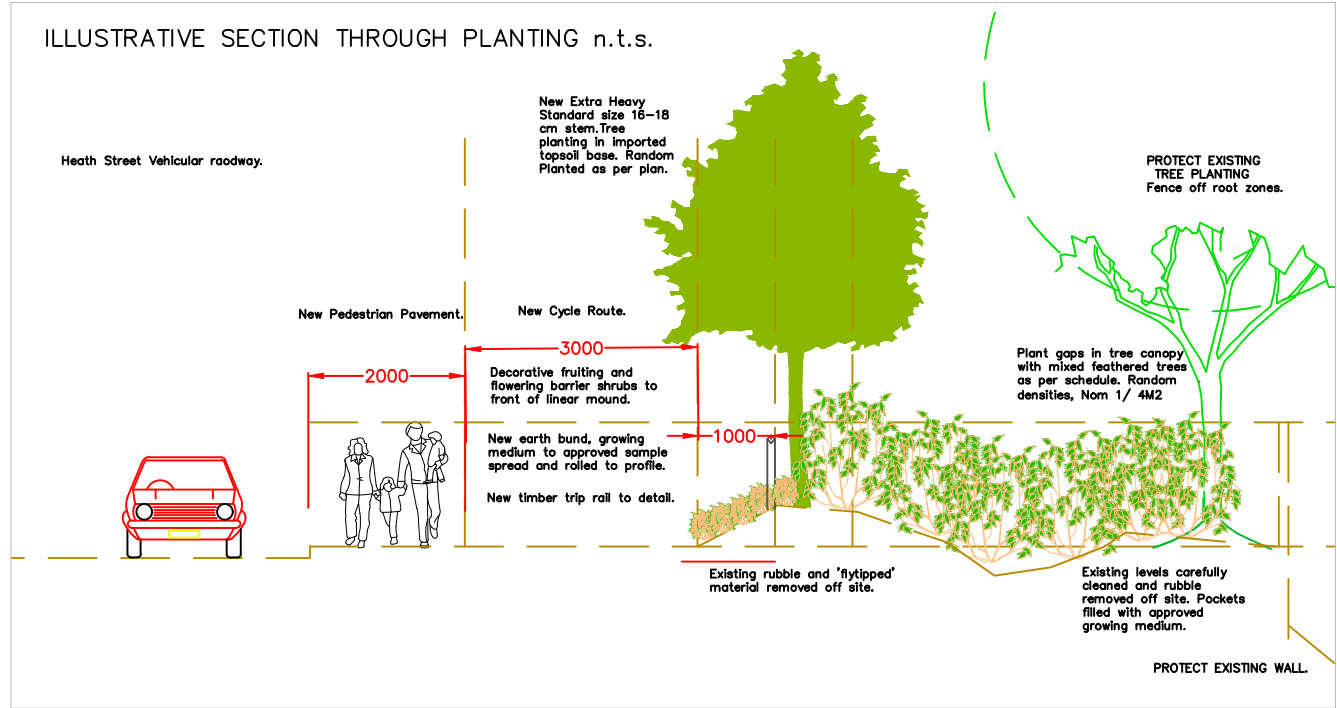 ILLUSTRATIVE SECTION THROUGH PLANTING n.t.s.
New Extra Heavy
Standard size 16-18
cm stem.Tree
planting in imported
topsoil base. Random
Planted as per plan.
Heath Street Vehicular raodway.
PROTECT EXISTING
TREE PLANTING
Fence off root zones.
New Pedestrian Pavement.
New Cycle Route.
3000
2000
Decorative fruiting and
flowering barrier shrubs to
front of linear mound.
Plant gaps in tree canopy
with mixed feathered trees
as per schedule. Random
densities, Nom 1/ 4M2
1000
New earth bund, growing
medium to approved sample
spread and rolled to profile.
New timber trip rail to detail.
Existing rubble and 'flytipped'
material removed off site.
Existing levels carefully
cleaned and rubble
removed off site. Pockets
filled with approved
growing medium.
PROTECT EXISTING WALL.